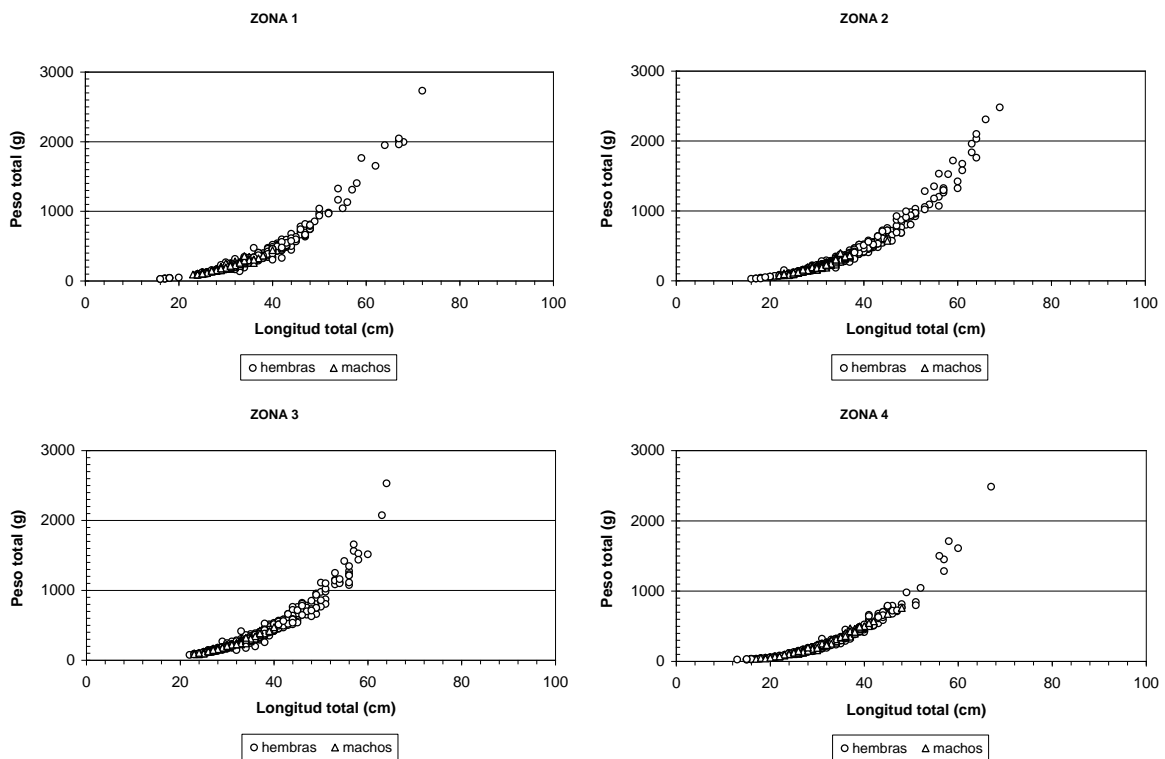 ZONA 1
3000
2000
1000
0
0 20 40 60 80 100
Peso total (g)
Longitud total (cm)
hembras machos
ZONA 2
3000
2000
1000
0
0 20 40 60 80 100
Peso total (g)
Longitud total (cm)
hembras machos
ZONA 3
3000
2000
1000
0
0 20 40 60 80 100
Peso total (g)
Longitud total (cm)
hembras machos
ZONA 4
3000
2000
1000
0
0 20 40 60 80 100
Peso total (g)
Longitud total (cm)
hembras machos